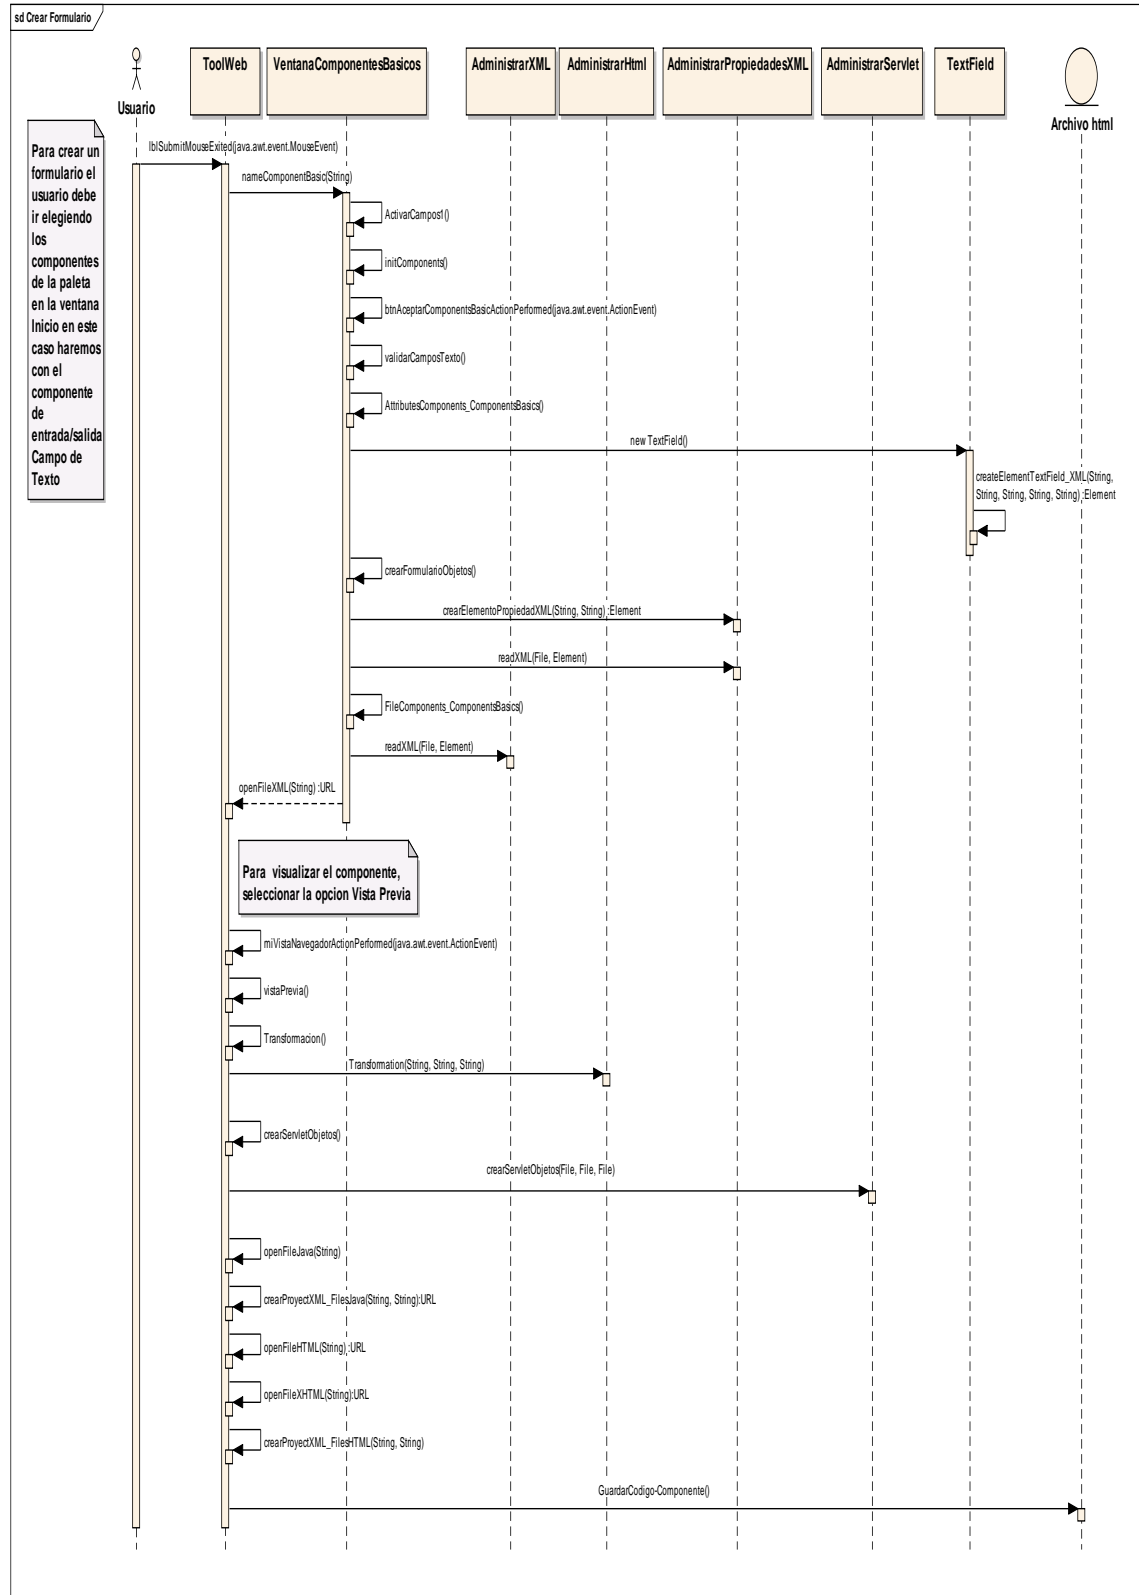 sd Crear Formulario
Usuario
ToolWeb
VentanaComponentesBasicos
AdministrarXML
AdministrarHtml
AdministrarPropiedadesXML
AdministrarServlet
TextField
Archivo html
Para crear un
formulario el
usuario debe
ir elegiendo
los
componentes
de la paleta
en la ventana
Inicio en este
caso haremos
con el
componente
de
entrada/salida
Campo de
Texto
lblSubmitMouseExited(java.awt.event.MouseEvent)
nameComponentBasic(String)
ActivarCampos1()
initComponents()
btnAceptarComponentsBasicActionPerformed(java.awt.event.ActionEvent)
validarCamposTexto()
AttributesComponents_ComponentsBasics()
new TextField()
createElementTextField_XML(String,
String, String, String, String) :Element
crearFormularioObjetos()
crearElementoPropiedadXML(String, String) :Element
readXML(File, Element)
FileComponents_ComponentsBasics()
readXML(File, Element)
openFileXML(String) :URL
Para visualizar el componente,
seleccionar la opcion Vista Previa
miVistaNavegadorActionPerformed(java.awt.event.ActionEvent)
vistaPrevia()
Transformacion()
Transformation(String, String, String)
crearServletObjetos()
crearServletObjetos(File, File, File)
openFileJava(String)
crearProyectXML_FilesJava(String, String):URL
openFileHTML(String) :URL
openFileXHTML(String):URL
crearProyectXML_FilesHTML(String, String)
GuardarCodigo-Componente()